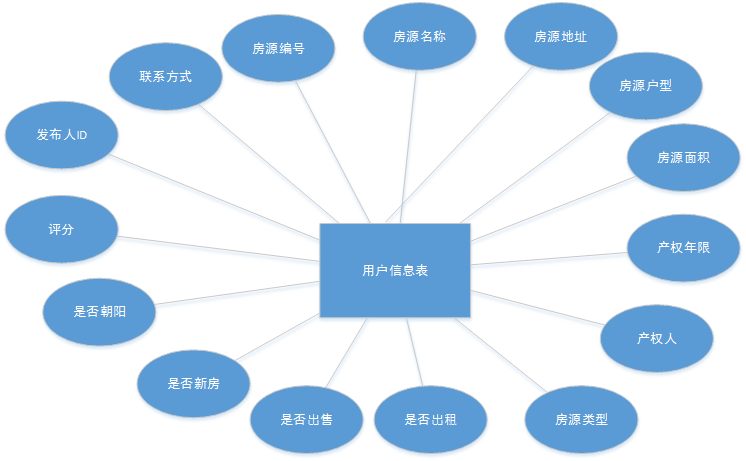 房源名称
房源地址
房源编号
联系方式
房源户型
发布人ID
房源面积
评分
产权年限
用户信息表
是否朝阳
产权人
是否新房
是否出售
是否出租
房源类型